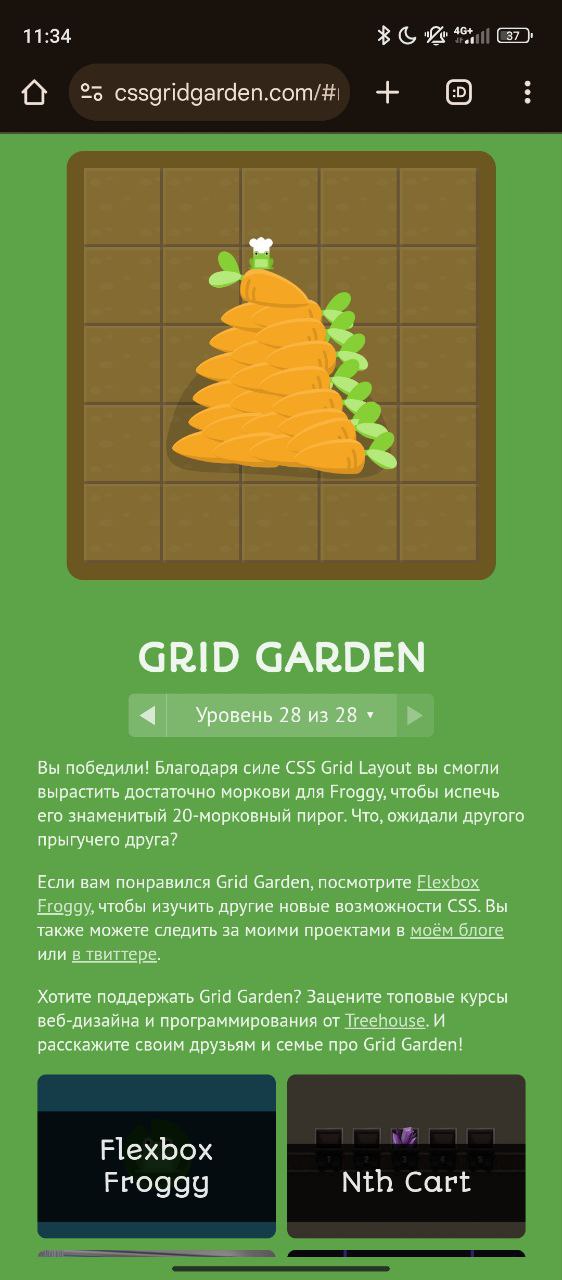 11:34
4G+
37
cssgridgarden.com/#
:D
GRID GARDEN
Уровень 28 из 28
Вы победили! Благодаря силе CSS Grid Layout вы смогли
вырастить достаточно моркови для Froggy, чтобы испечь
его знаменитый 20-морковный пирог. Что, ожидали другого
прыгучего друга?
Если вам понравился Grid Garden, посмотрите Flexbox
Froggy, чтобы изучить другие новые возможности CSS. Вы
также можете следить за моими проектами в моём блоге
или в твиттере.
Хотите поддержать Grid Garden? Зацените топовые курсы
веб-дизайна и программирования от Treehouse. И
расскажите своим друзьям и семье про Grid Garden!
Flexbox
Froggy
Nth Cart